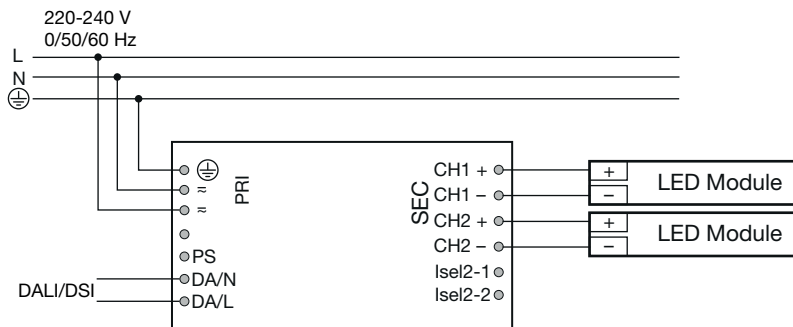 220-240 V
0/50/60 Hz
L
N
PRI
≂
≂
PS
DA/N
DA/L
DALI/DSI
SEC
CH1 +
CH1 –
CH2 +
CH2 –
Isel2-1
Isel2-2
+ LED Module
–
+ LED Module
–